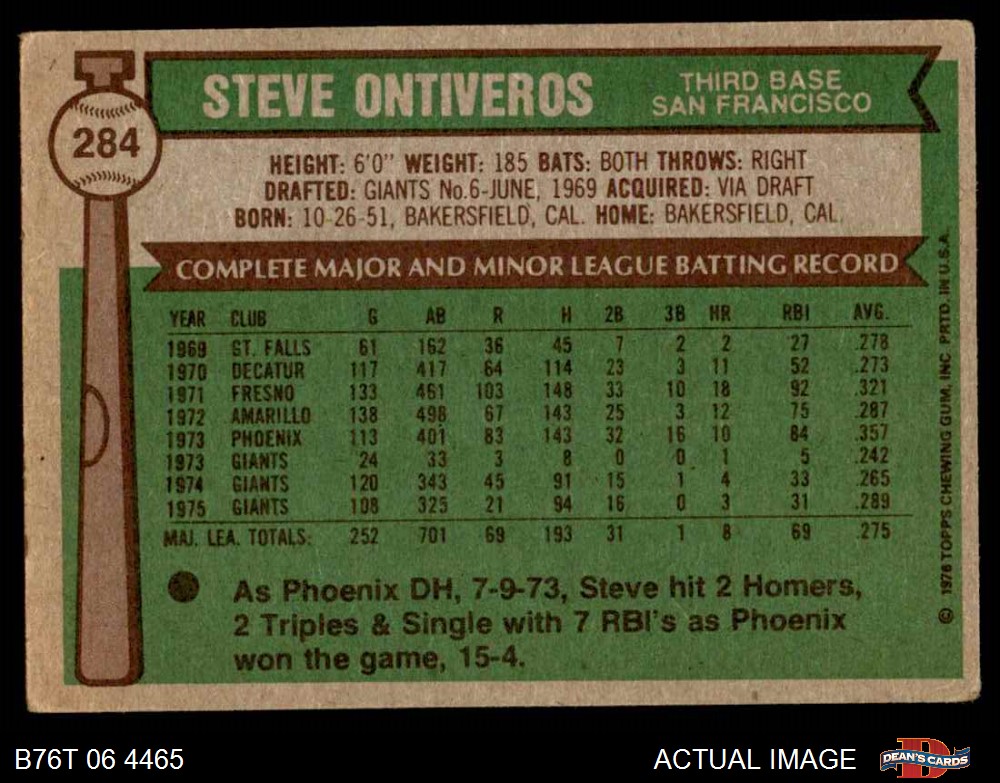 284
STEVE ONTIVEROS
THIRD BASE
SAN FRANCISCO
HEIGHT: 6'0" WEIGHT: 185 BATS: BOTH THROWS: RIGHT
DRAFTED: GIANTS No.6-JUNE, 1969 ACQUIRED: VIA DRAFT
BORN: 10-26-51, BAKERSFIELD, CAL. HOME: BAKERSFIELD, CAL.
COMPLETE MAJOR AND MINOR LEAGUE BATTING RECORD
YEAR CLUB G AB R H 2B 3B HR RBI AVG.
1969 GT. FALLS 61 162 36 45 7 2 2 27 .278
1970 DECATUR 117 417 64 114 23 3 11 52 .273
1971 FRESNO 133 461 103 148 33 10 18 92 .321
1972 AMARILLO 138 498 67 143 25 3 12 75 .287
1973 PHOENIX 113 401 83 143 32 16 10 84 .357
1973 GIANTS 24 33 3 8 0 0 1 5 .242
1974 GIANTS 120 343 45 91 15 1 4 33 .265
1975 GIANTS 108 325 21 94 16 0 3 31 .289
MAJ. LEA. TOTALS: 252 701 69 193 31 1 8 69 .275
As Phoenix DH, 7-9-73, Steve hit 2 Homers,
2 Triples & Single with 7 RBI's as Phoenix
won the game, 15-4.
© 1976 TOPPS CHEWING GUM, INC PRTD. IN U.S.A.
B76T 06 4465
ACTUAL IMAGE
DEAN'S CARDS